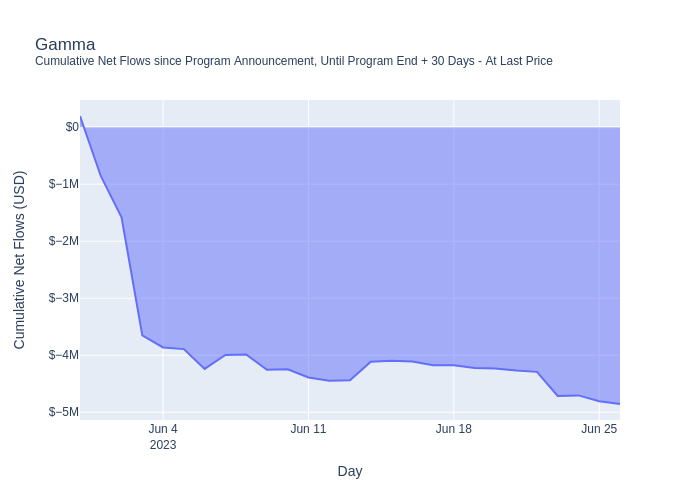 Gamma
Cumulative Net Flows since Program Announcement, Until Program End + 30 Days - At Last Price
Cumulative Net Flows (USD)
$0
$−1M
$−2M
$−3M
$−4M
$−5M
Jun 4
2023
Jun 11
Jun 18
Jun 25
Day